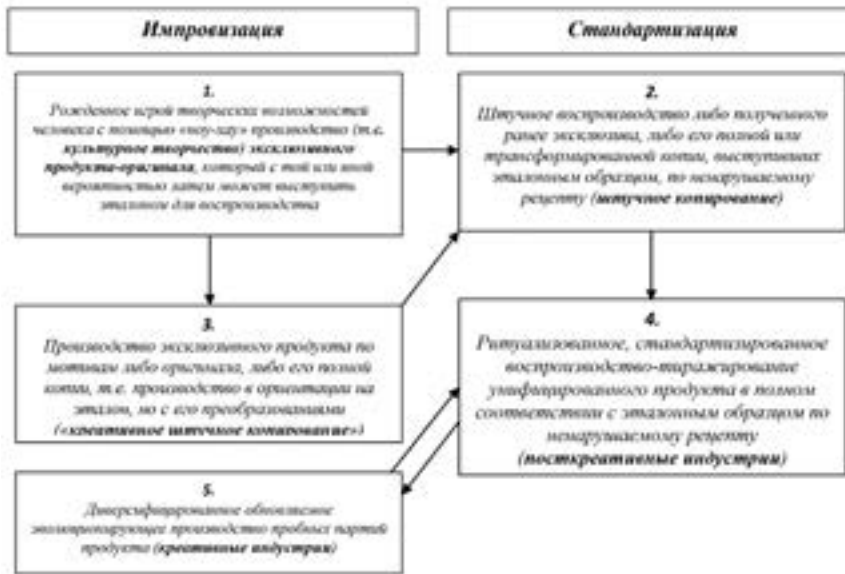 Импровизация
Стандартизация
1.
Рожденное игрой творческих возможностей
человека с помощью «ноу-хау» производство (т.е.
культурное творчество) эксклюзивного
продукта-оригинала, который с той или иной
вероятностью затем может выступить
эталоном для воспроизводства
2.
Штучное воспроизводство либо полученного
ранее эксклюзива, либо его полной или
трансформированной копии, выступивших
эталонным образцом, по ненарушаемому
рецепту (штучное копирование)
3.
Производство эксклюзивного продукта по
мотивам либо оригинала, либо его полной
копии, т.е. производство в ориентации на
эталон, но с его преобразованиями
(«креативное штучное копирование»)
4.
Ритуализованное, стандартизированное
воспроизводство-тиражирование
унифицированного продукта в полном
соответствии с эталонным образцом по
ненарушаемому рецепту
(посткреативные индустрии)
5.
Диверсифицированное обновляемое
эволюционирующее производство пробных партий
продукта (креативные индустрии)